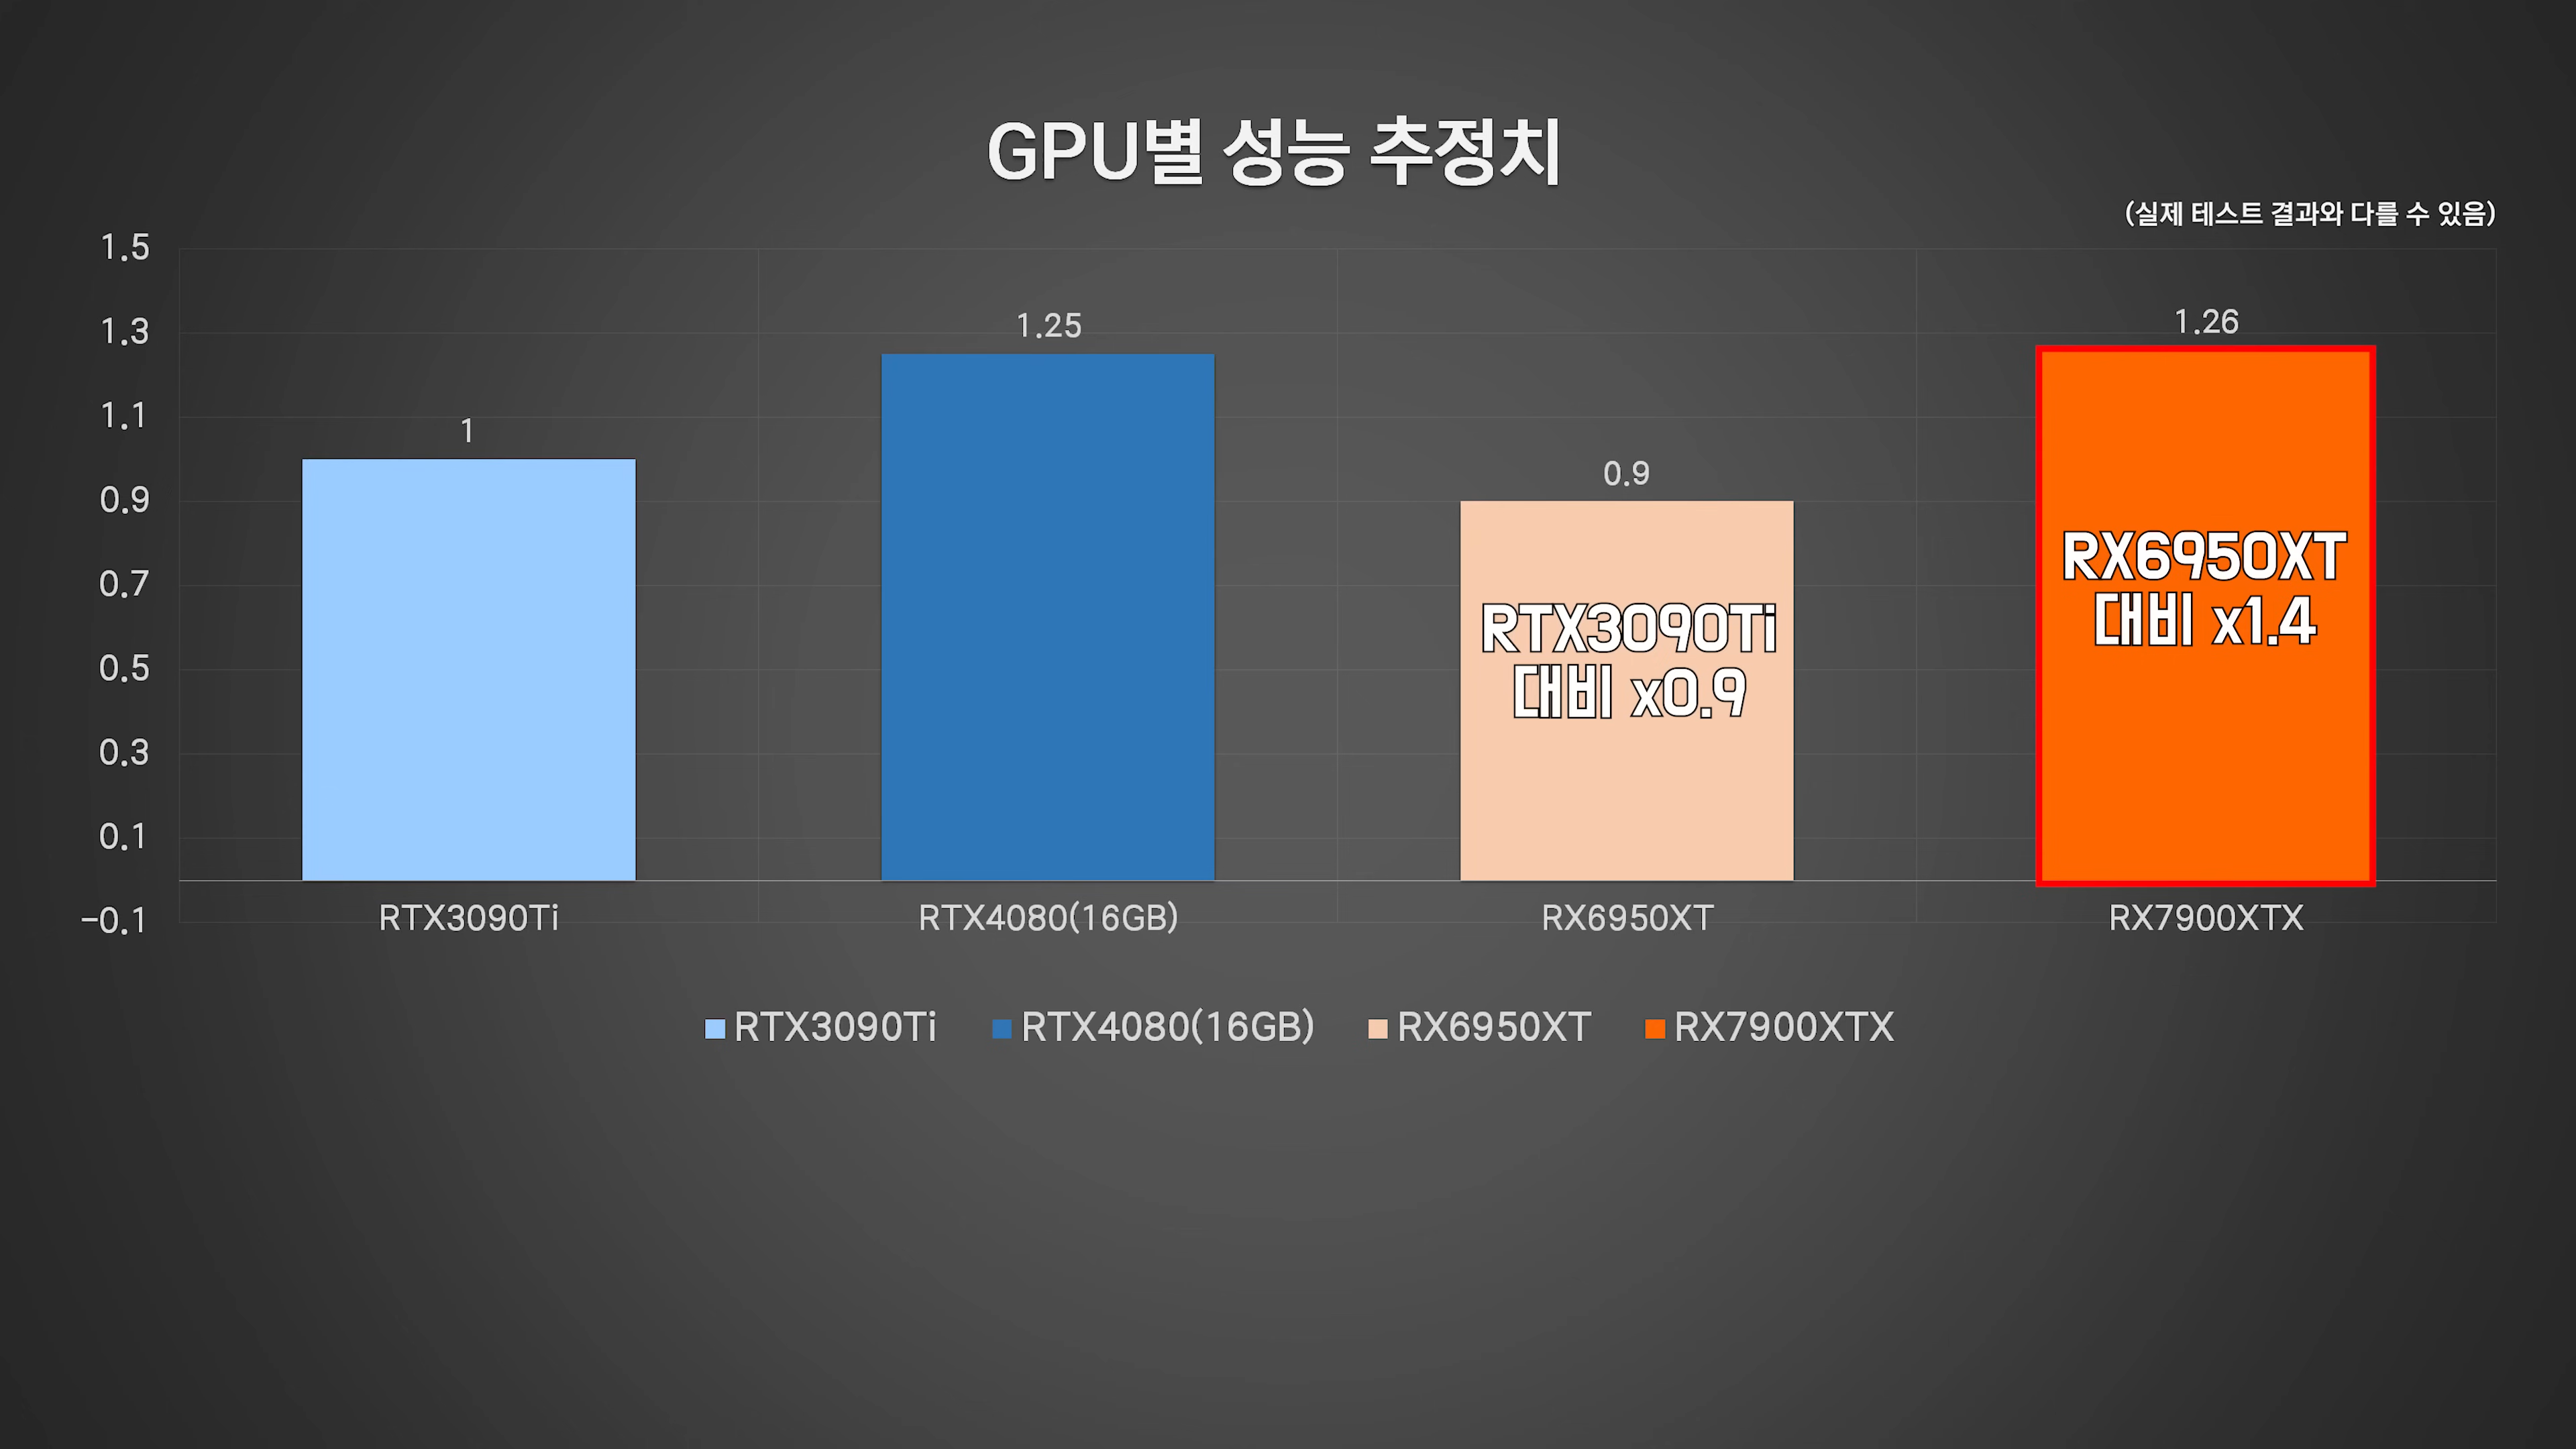 GPU별 성능 추정치
(실제 테스트 결과와 다를 수 있음)
1.5
1.3
1.1
0.9
0.7
0.5
0.3
0.1
-0.1
1
1.25
0.9
1.26
RTX3090Ti
대비 x0.9
RX6950XT
대비 x1.4
RTX3090Ti
RTX4080(16GB)
RX6950XT
RX7900XTX
RTX3090Ti RTX4080(16GB) RX6950XT RX7900XTX